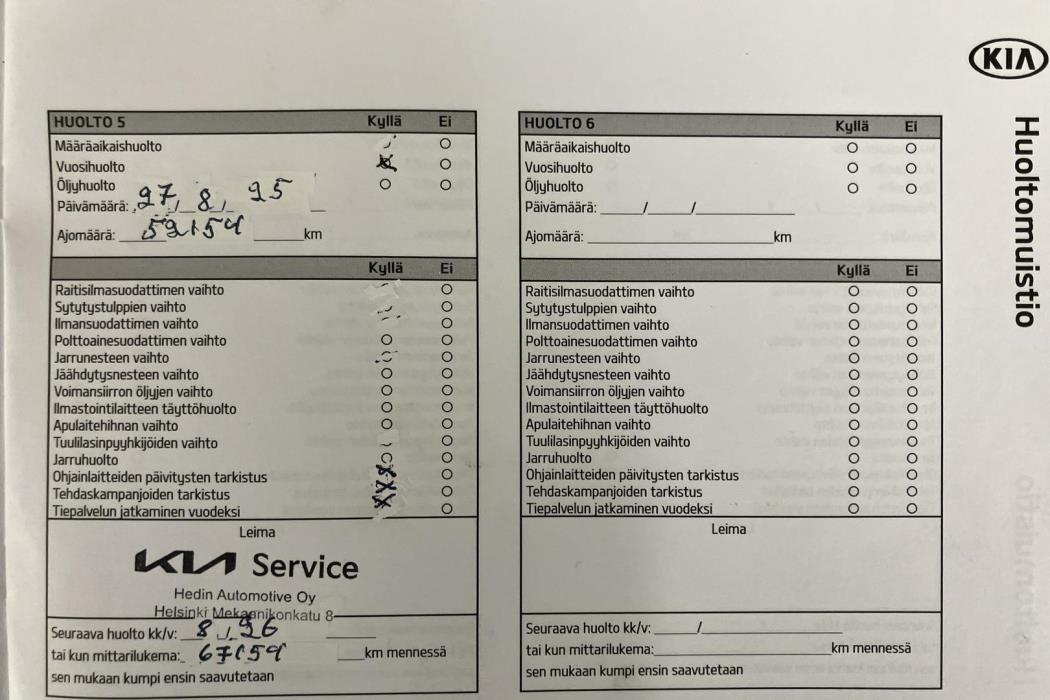 KIA
Huoltomuistio
HUOLTO 5 Kyllä Ei
Määräaikaishuolto
Vuosihuolto
Öljyhuolto
Päivämäärä: 27, 8, 25
Ajomäärä: 59154 km
Kyllä Ei
Raitisilmasuodattimen vaihto
Sytytystulppien vaihto
Ilmansuodattimen vaihto
Polttoainesuodattimen vaihto
Jarrunesteen vaihto
Jäähdytysnesteen vaihto
Voimansiirron öljyjen vaihto
Ilmastointilaitteen täyttöhuolto
Apulaitehihnan vaihto
Tuulilasinpyyhkijöiden vaihto
Jarruhuolto
Ohjainlaitteiden päivitysten tarkistus
Tehdaskampanjoiden tarkistus
Tiepalvelun jatkaminen vuodeksi
Leima
KIA Service
Hedin Automotive Oy
Helsinki Mekaanikonkatu 8
Seuraava huolto kk/v: 8 / 26
tai kun mittarilukema: 67154 km mennessä
sen mukaan kumpi ensin saavutetaan
HUOLTO 6 Kyllä Ei
Määräaikaishuolto
Vuosihuolto
Öljyhuolto
Päivämäärä: / /
Ajomäärä: km
Kyllä Ei
Raitisilmasuodattimen vaihto
Sytytystulppien vaihto
Ilmansuodattimen vaihto
Polttoainesuodattimen vaihto
Jarrunesteen vaihto
Jäähdytysnesteen vaihto
Voimansiirron öljyjen vaihto
Ilmastointilaitteen täyttöhuolto
Apulaitehihnan vaihto
Tuulilasinpyyhkijöiden vaihto
Jarruhuolto
Ohjainlaitteiden päivitysten tarkistus
Tehdaskampanjoiden tarkistus
Tiepalvelun jatkaminen vuodeksi
Leima
Seuraava huolto kk/v: /
tai kun mittarilukema: km mennessä
sen mukaan kumpi ensin saavutetaan